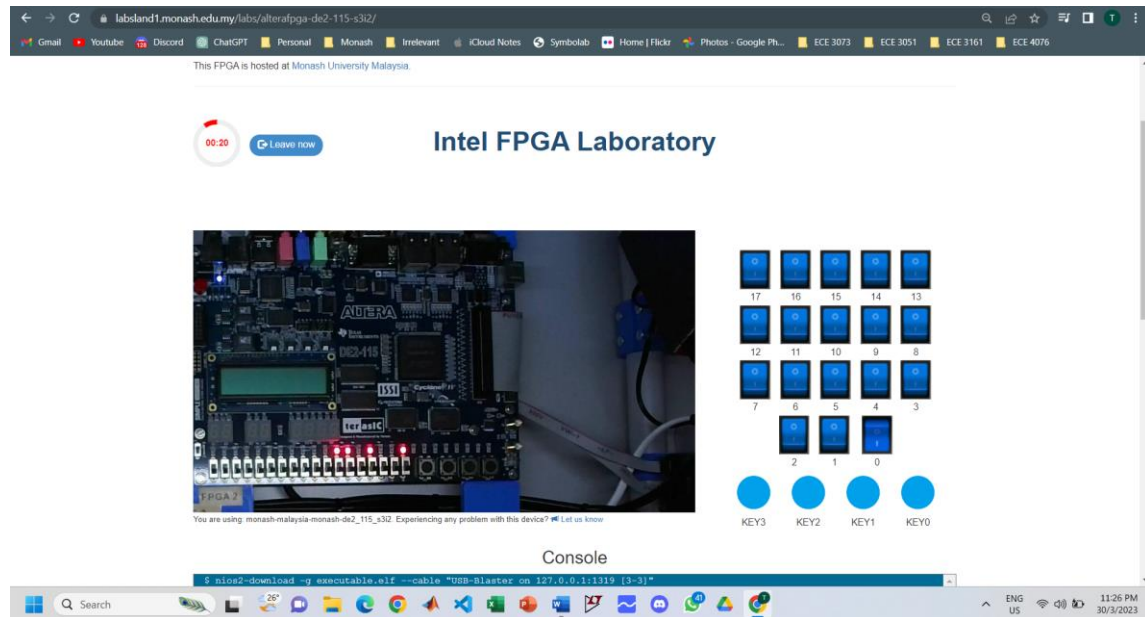 labsland1.monash.edu.my/labs/alterafpga-de2-115-s3i2/
Gmail Youtube Discord ChatGPT Personal Monash Irrelevant iCloud Notes Symbolab Home | Flickr Photos - Google Ph... ECE 3073 ECE 3051 ECE 3161 ECE 4076
This FPGA is hosted at Monash University Malaysia.
00:20 Leave now Intel FPGA Laboratory
ALTERA
DE2-115
ISSI
Cyclone
terasIC
FPGA 2
17 16 15 14 13
12 11 10 9 8
7 6 5 4 3
2 1 0
KEY3 KEY2 KEY1 KEY0
You are using monash-malaysia-monash-de2_115_s3i2. Experiencing any problem with this device? Let us know
Console
$ nios2-download -g executable.elf --cable "USB-Blaster on 127.0.0.1:1319 [3-3]"
Search 26° ENG US 11:26 PM 30/3/2023